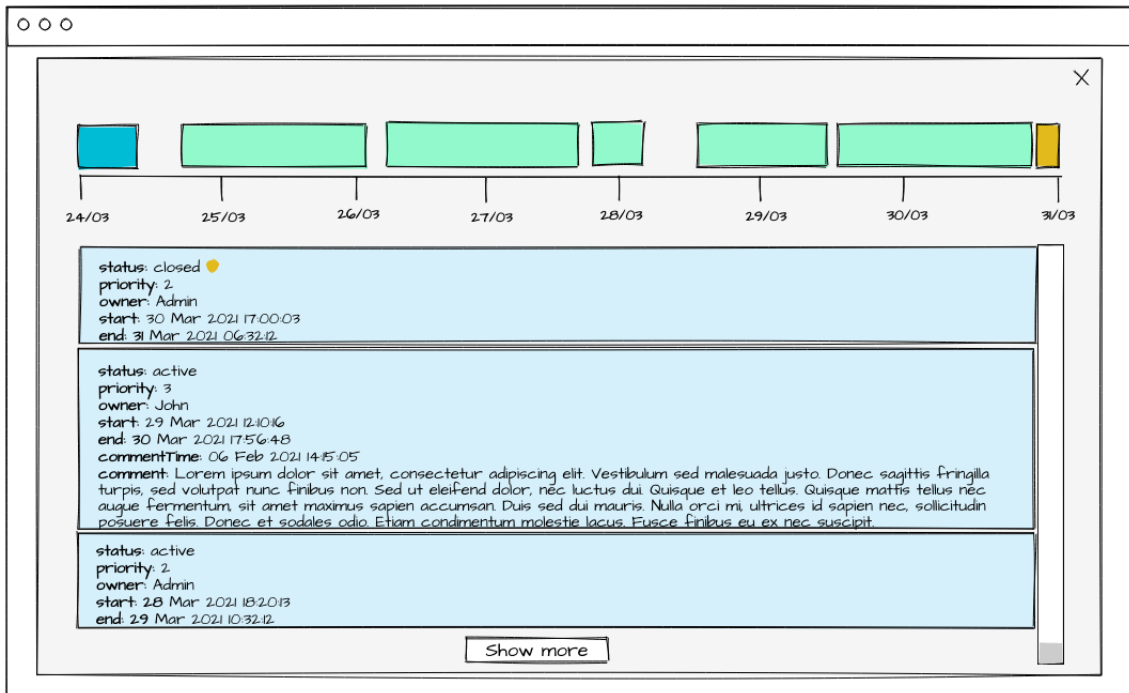 24/03 25/03 26/03 27/03 28/03 29/03 30/03 31/03
status: closed
priority: 2
owner: Admin
start: 30 Mar 2021 17:00:03
end: 31 Mar 2021 06:32:12
status: active
priority: 3
owner: John
start: 29 Mar 2021 12:10:16
end: 30 Mar 2021 17:56:48
commentTime: 06 Feb 2021 14:15:05
comment: Lorem ipsum dolor sit amet, consectetur adipiscing elit. Vestibulum sed malesuada justo. Donec sagittis fringilla
turpis, sed volutpat nunc finibus non. Sed ut eleifend dolor, nec luctus dui. Quisque et leo tellus. Quisque mattis tellus nec
augue fermentum, sit amet maximus sapien accumsan. Duis sed dui mauris. Nulla orci mi, ultrices id sapien nec, sollicitudin
posuere felis. Donec et sodales odio. Etiam condimentum molestie lacus. Fusce finibus eu ex nec suscipit.
status: active
priority: 2
owner: Admin
start: 28 Mar 2021 18:20:13
end: 29 Mar 2021 10:32:12
Show more